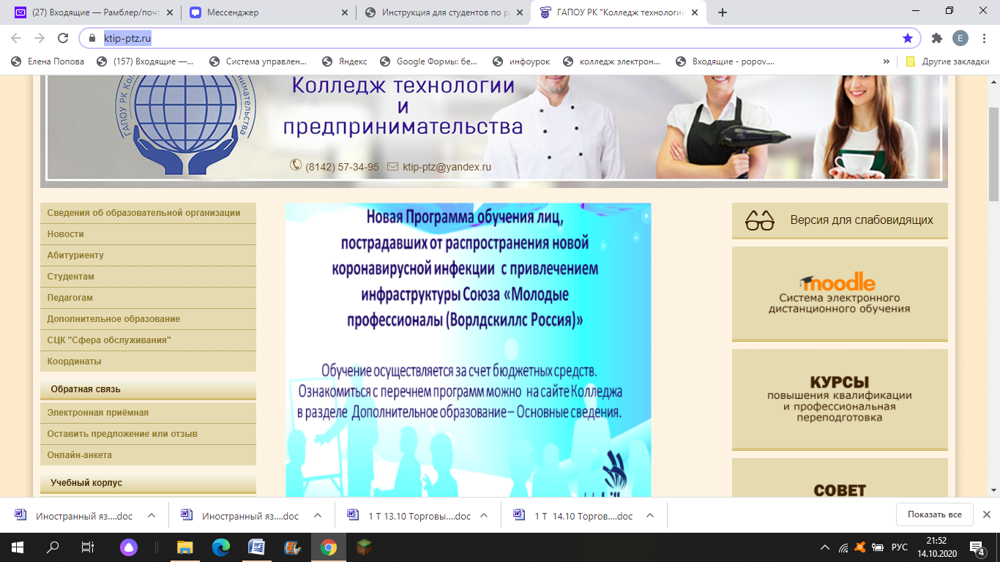 (27) Входящие — Рамблер/почт
Мессенджер
Инструкция для студентов по ра
ГАПОУ РК "Колледж технологии
ktip-ptz.ru
E
Елена Попова
(157) Входящие —...
Система управлен...
Яндекс
Google Формы: бе...
инфоурок
колледж электрон...
Входящие - popov....
»
Другие закладки
ГАПОУ РК
Колледж технологии
и
предпринимательства
(8142) 57-34-95
ktip-ptz@yandex.ru
Сведения об образовательной организации
Новости
Абитуриенту
Студентам
Педагогам
Дополнительное образование
СЦК "Сфера обслуживания"
Координаты
Обратная связь
Электронная приёмная
Оставить предложение или отзыв
Онлайн-анкета
Учебный корпус
Новая Программа обучения лиц,
пострадавших от распространения новой
коронавирусной инфекции с привлечением
инфраструктуры Союза «Молодые
профессионалы (Ворлдскиллс Россия)»
Обучение осуществляется за счет бюджетных средств.
Ознакомиться с перечнем программ можно на сайте Колледжа
в разделе Дополнительное образование – Основные сведения.
Версия для слабовидящих
moodle
Система электронного
дистанционного обучения
КУРСЫ
повышения квалификации
и профессиональная
переподготовка
СОВЕТ
Иностранный яз....doc
Иностранный яз....doc
1 Т 13.10 Торговы....doc
1 Т 14.10 Торгов....doc
Показать все
РУС
21:52
14.10.2020
4